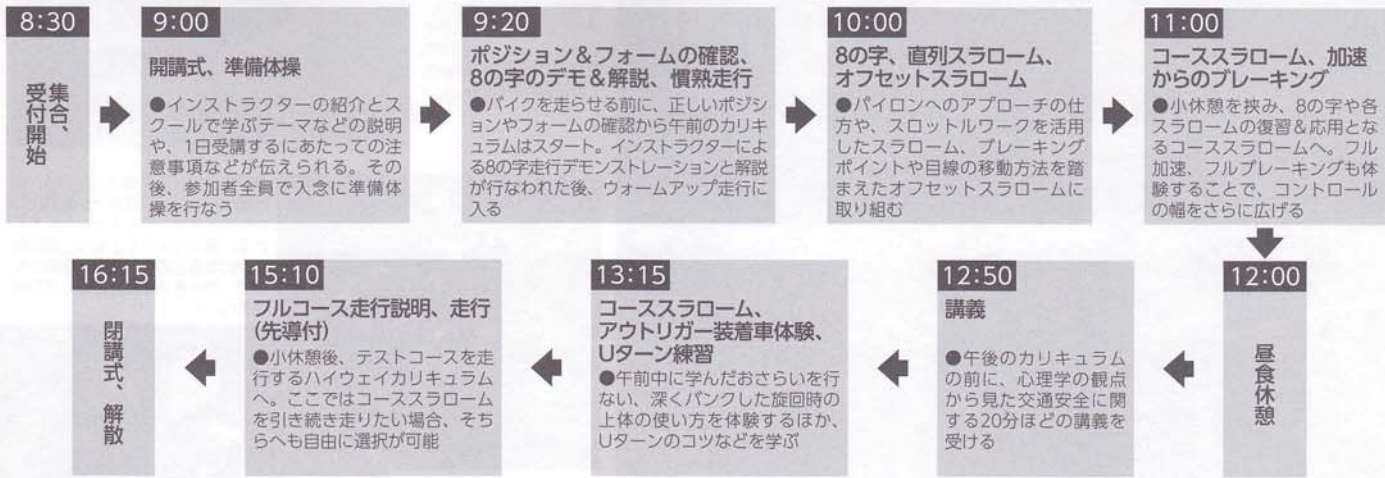 8:30
集合、
受付開始
9:00
開講式、準備体操
●インストラクターの紹介とス
クールで学ぶテーマなどの説明
や、1日受講するにあたっての注
意事項などが伝えられる。その
後、参加者全員で入念に準備体
操を行なう
9:20
ポジション&フォームの確認、
8の字のデモ&解説、慣熟走行
●バイクを走らせる前に、正しいポジシ
ョンやフォームの確認から午前のカリキ
ュラムはスタート。インストラクターによ
る8の字走行デモンストレーションと解説
が行なわれた後、ウォームアップ走行に
入る
10:00
8の字、直列スラローム、
オフセットスラローム
●パイロンへのアプローチの仕
方や、スロットルワークを活用
したスラローム、ブレーキング
ポイントや目線の移動方法を踏
まえたオフセットスラロームに
取り組む
11:00
コーススラローム、加速
からのブレーキング
●小休憩を挟み、8の字や各
スラロームの復習&応用とな
るコーススラロームへ。フル
加速、フルブレーキングも体
験することで、コントロール
の幅をさらに広げる
12:00
昼食休憩
12:50
講義
●午後のカリキュラム
の前に、心理学の観点
から見た交通安全に関
する20分ほどの講義を
受ける
13:15
コーススラローム、
アウトリガー装着車体験、
Uターン練習
●午前中に学んだおさらいを行
ない、深くバンクした旋回時の
上体の使い方を体験するほか、
Uターンのコツなどを学ぶ
15:10
フルコース走行説明、走行
(先導付)
●小休憩後、テストコースを走
行するハイウェイカリキュラム
へ。ここではコーススラローム
を引き続き走りたい場合、そち
らへも自由に選択が可能
16:15
閉講式、解散